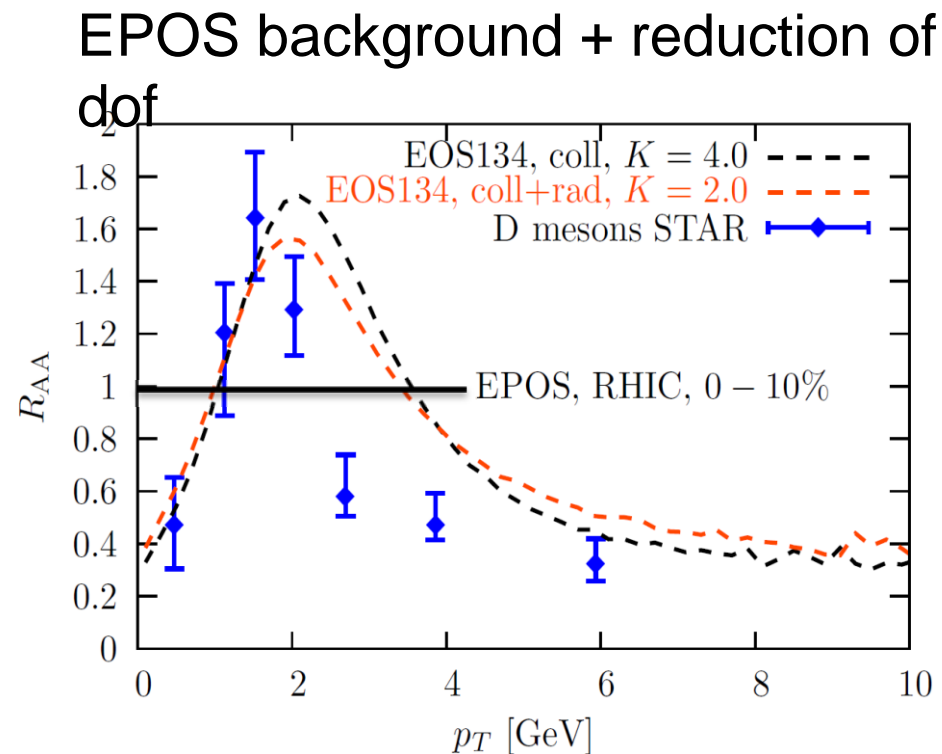 EPOS background + reduction of
dof
EOS134, coll, K = 4.0
EOS134, coll+rad, K = 2.0
D mesons STAR
EPOS, RHIC, 0 − 10%
R_AA
2
1.8
1.6
1.4
1.2
1
0.8
0.6
0.4
0.2
0
0 2 4 6 8 10
p_T [GeV]